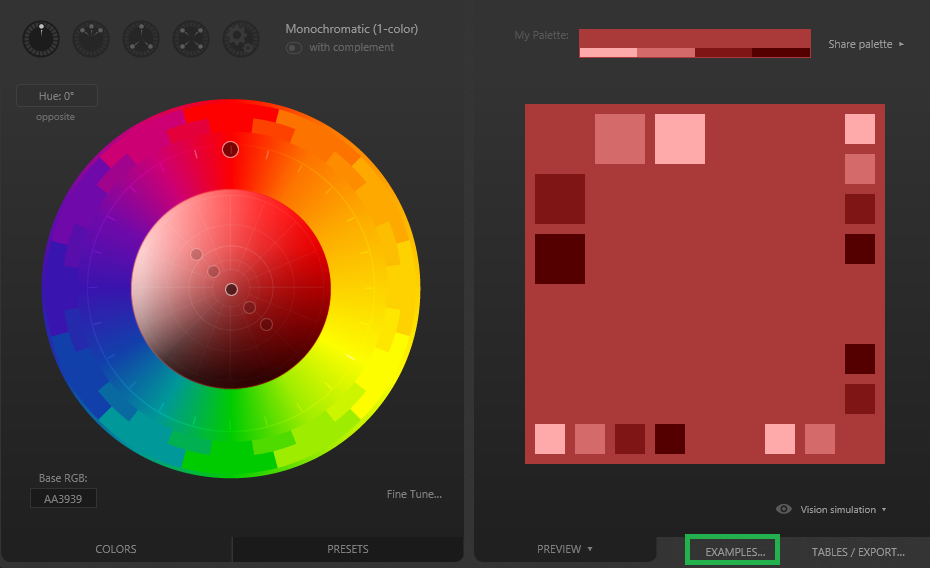 Monochromatic (1-color)
with complement
Hue: 0°
opposite
Base RGB:
AA3939
Fine Tune...
COLORS
PRESETS
My Palette:
Share palette ▸
Vision simulation ▾
PREVIEW ▼
EXAMPLES...
TABLES / EXPORT...